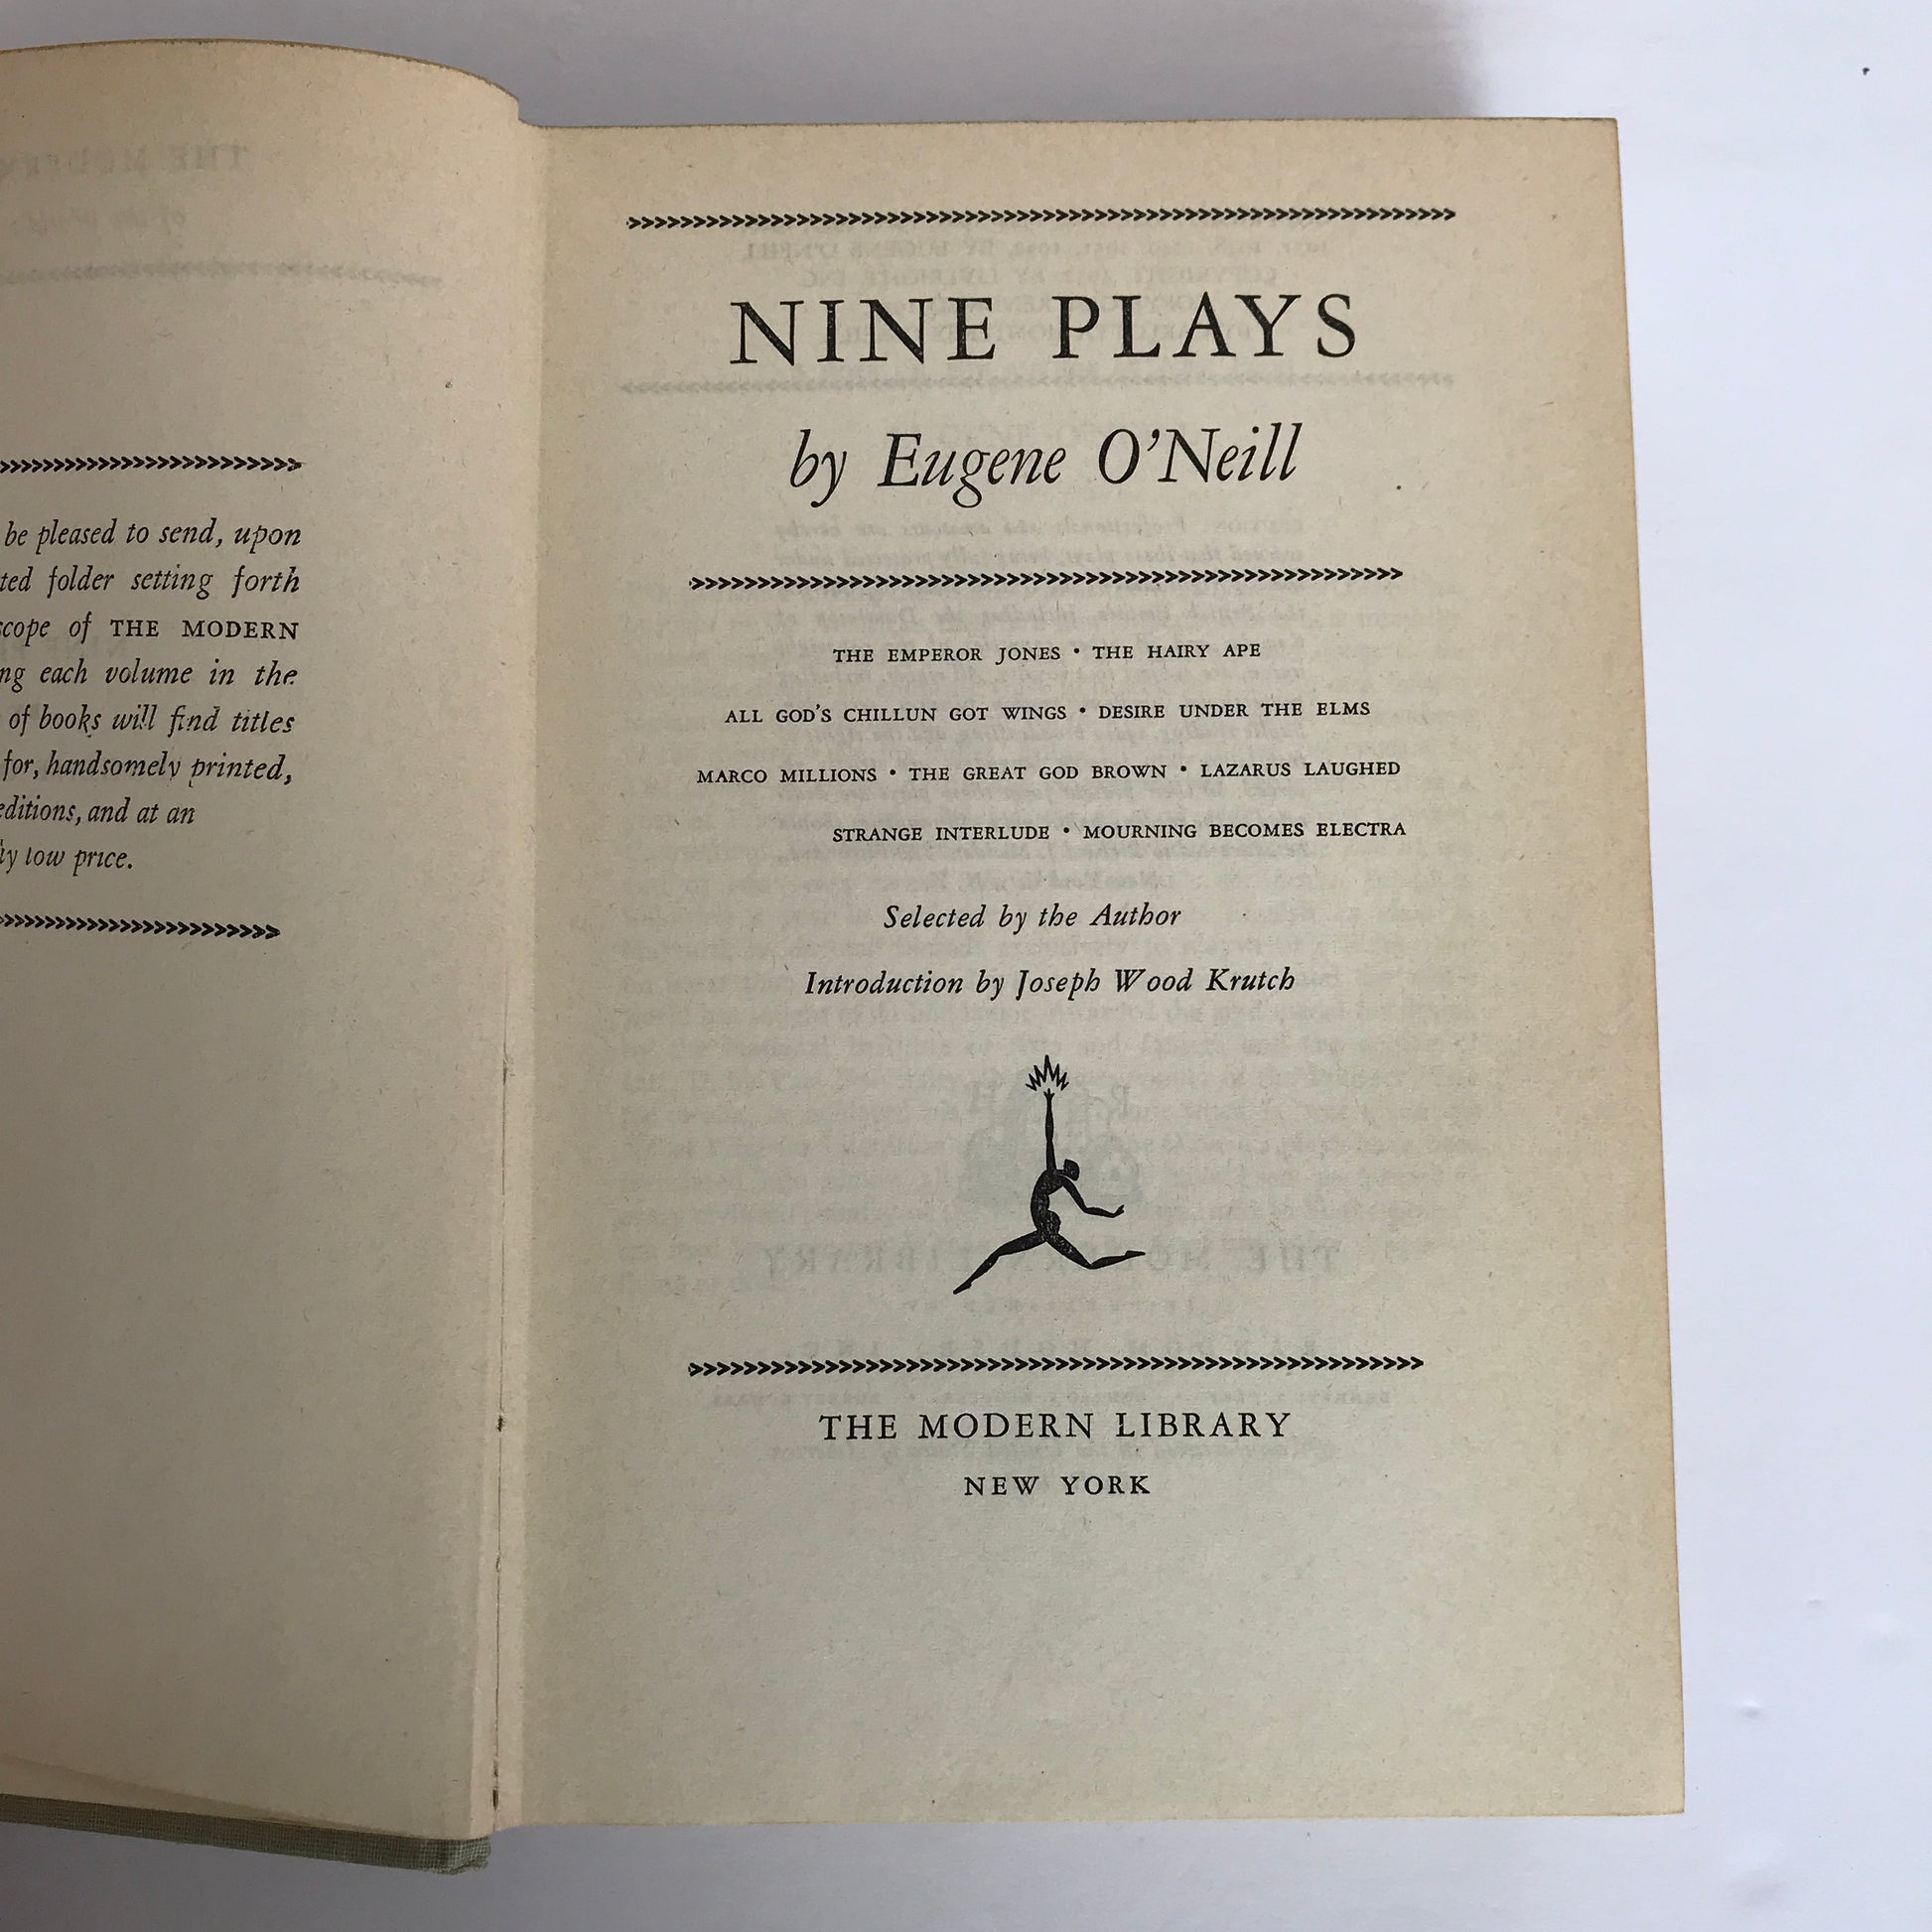 be pleased to send, upon
folder setting forth
of THE MODERN
each volume in the
of books will find titles
for, handsomely printed,
editions, and at an
low price.
NINE PLAYS
by Eugene O'Neill
THE EMPEROR JONES • THE HAIRY APE
ALL GOD'S CHILLUN GOT WINGS • DESIRE UNDER THE ELMS
MARCO MILLIONS • THE GREAT GOD BROWN • LAZARUS LAUGHED
STRANGE INTERLUDE • MOURNING BECOMES ELECTRA
Selected by the Author
Introduction by Joseph Wood Krutch
THE MODERN LIBRARY
NEW YORK